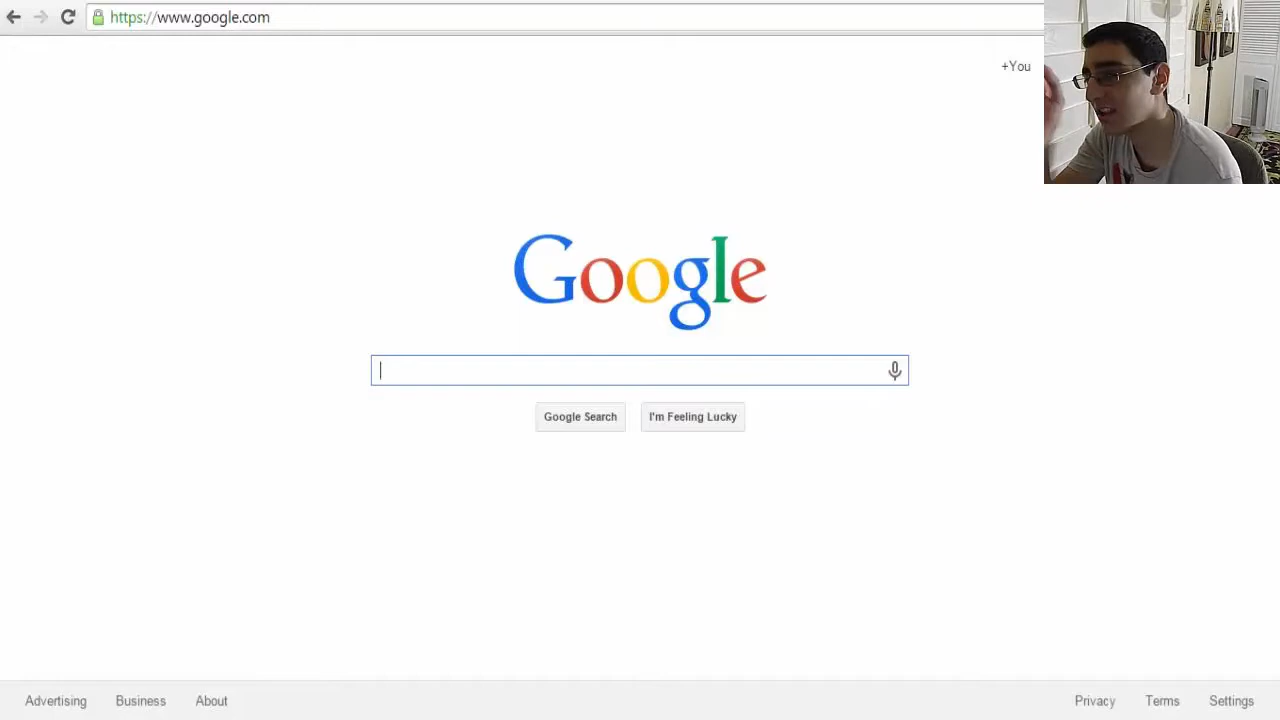 https://www.google.com
+You
Google
Google Search
I'm Feeling Lucky
Advertising
Business
About
Privacy
Terms
Settings